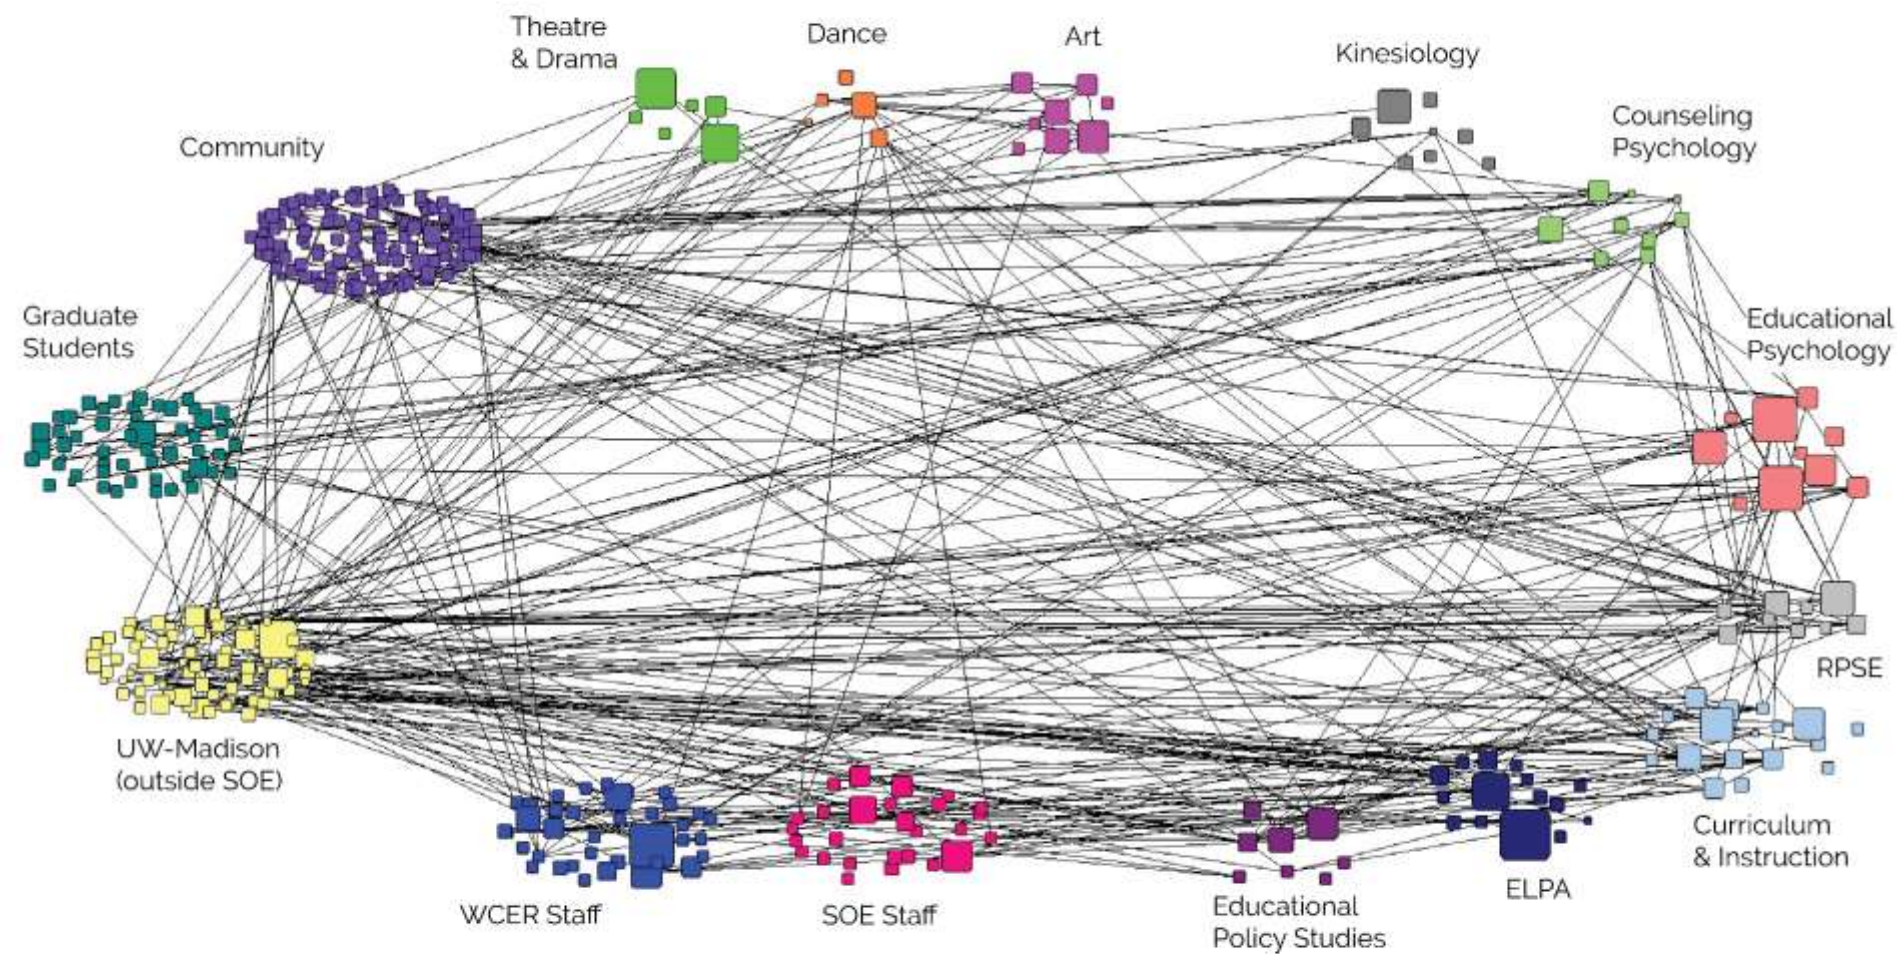 Theatre
& Drama
Dance
Art
Kinesiology
Counseling
Psychology
Community
Graduate
Students
Educational
Psychology
RPSE
UW-Madison
(outside SOE)
Curriculum
& Instruction
WCER Staff
SOE Staff
ELPA
Educational
Policy Studies